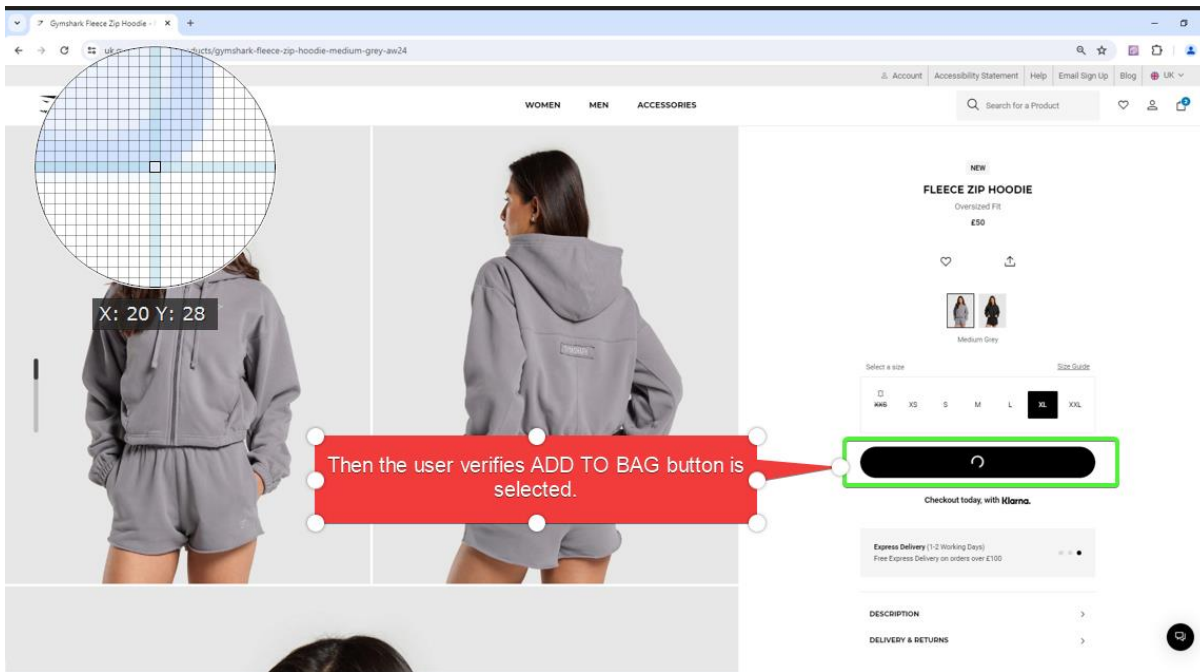 Gymshark Fleece Zip Hoodie -
ducts/gymshark-fleece-zip-hoodie-medium-grey-aw24
Account Accessibility Statement Help Email Sign Up Blog UK
WOMEN MEN ACCESSORIES
Search for a Product
2
NEW
FLEECE ZIP HOODIE
Oversized Fit
£50
X: 20 Y: 28
Medium Grey
Select a size Size Guide
XXS XS S M L XL XXL
Then the user verifies ADD TO BAG button is
selected.
Checkout today, with Klarna.
Express Delivery (1-2 Working Days)
Free Express Delivery on orders over £100
DESCRIPTION
DELIVERY & RETURNS